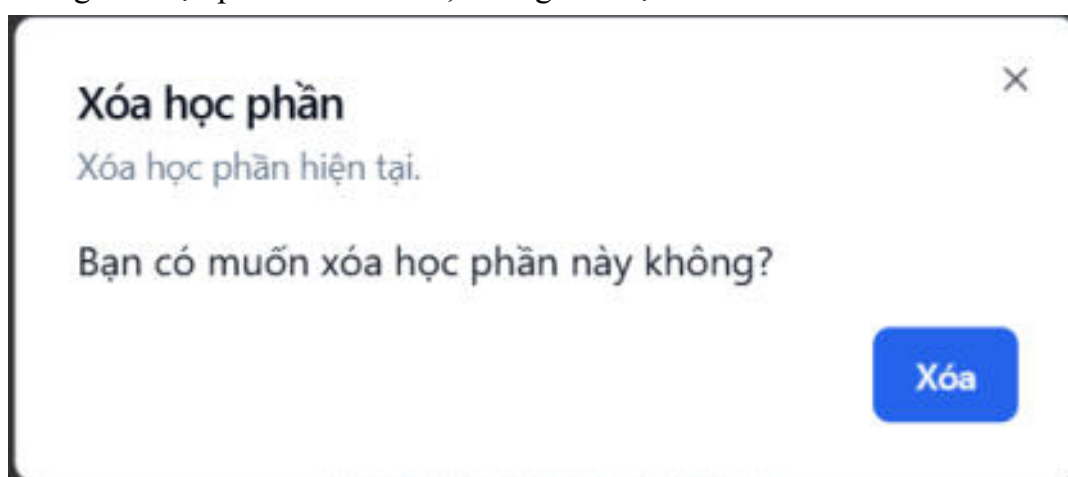 Xóa học phần
Xóa học phần hiện tại.
Bạn có muốn xóa học phần này không?
Xóa